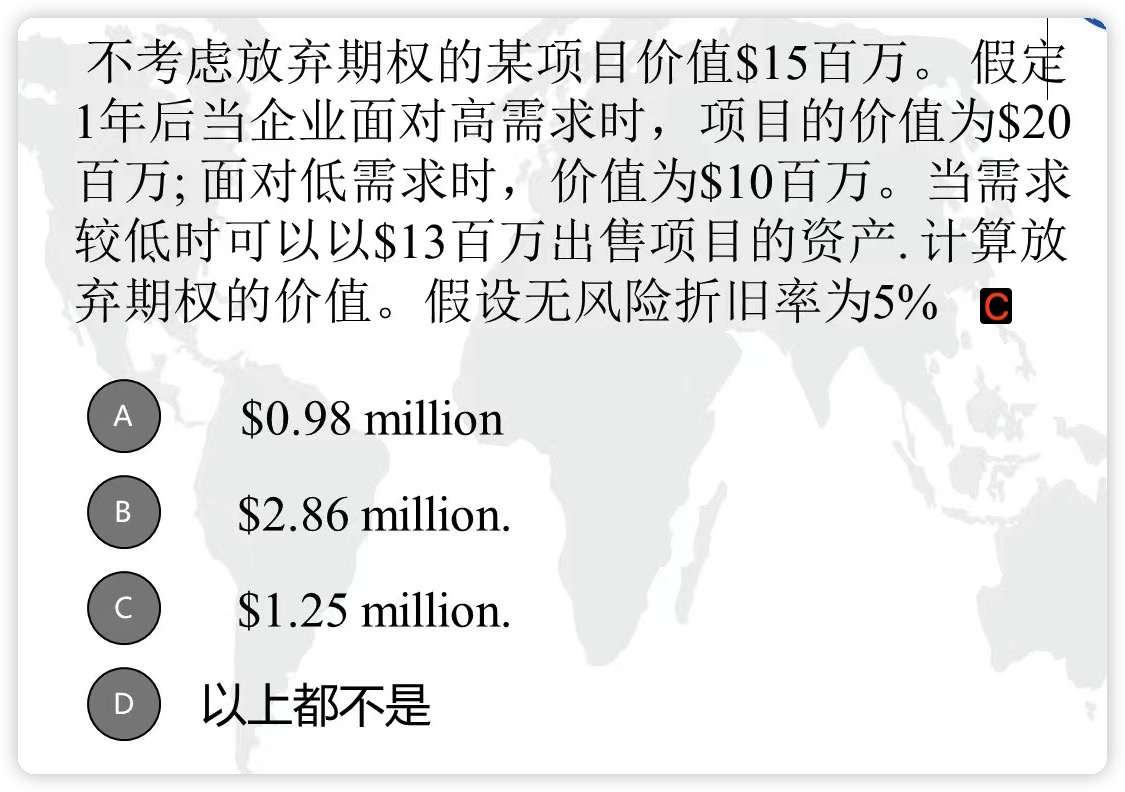 不考虑放弃期权的某项目价值$15百万。 假定
1年后当企业面对高需求时，项目的价值为$20
百万; 面对低需求时，价值为$10百万。当需求
较低时可以以$13百万出售项目的资产. 计算放
弃期权的价值。假设无风险折旧率为5% C
A $0.98 million
B $2.86 million.
C $1.25 million.
D 以上都不是